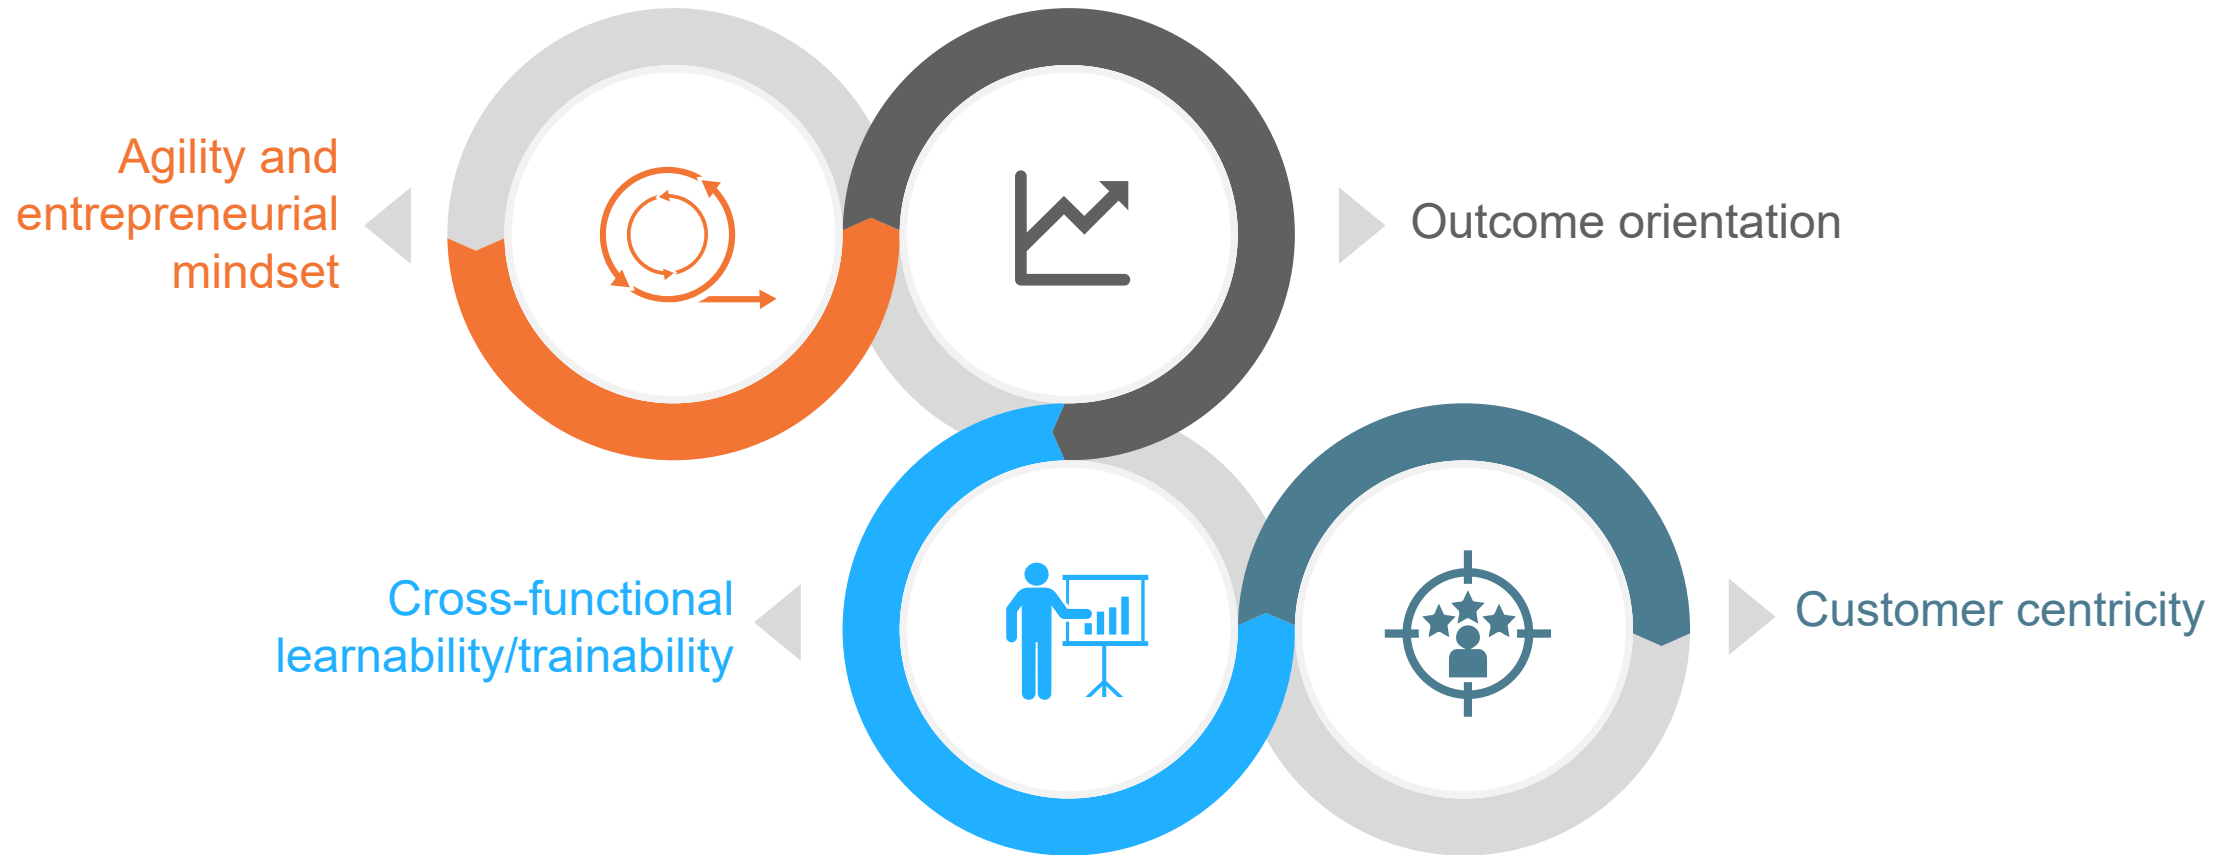 Agility and
entrepreneurial
mindset
Outcome orientation
Cross-functional
learnability/trainability
Customer centricity